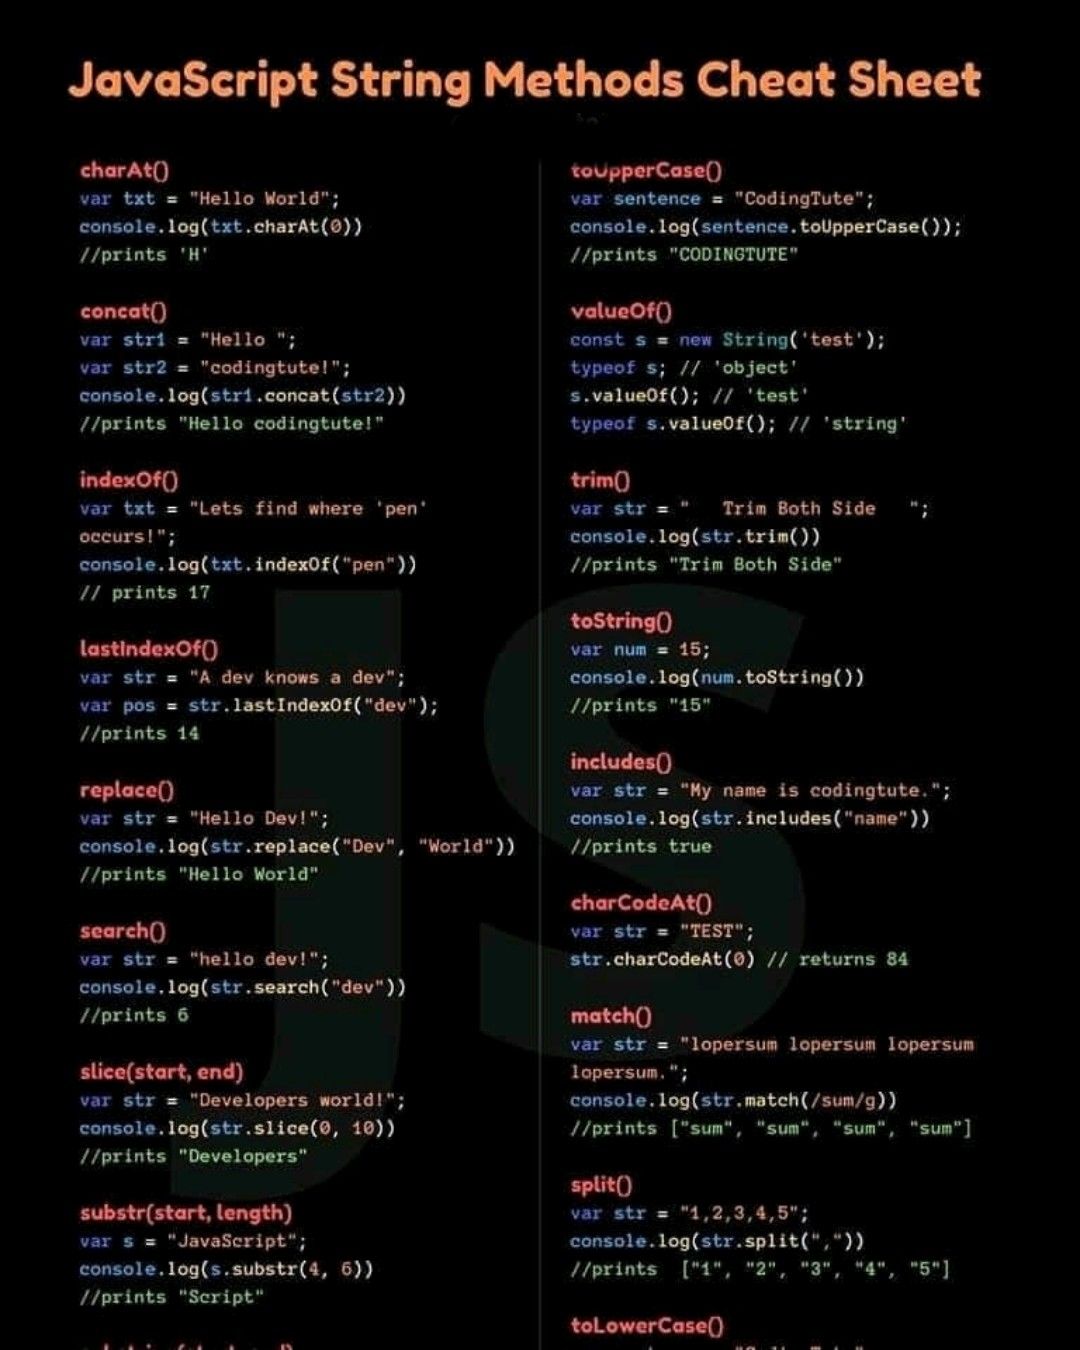 JavaScript String Methods Cheat Sheet
charAt()
var txt = "Hello World";
console.log(txt.charAt(0))
//prints 'H'
concat()
var str1 = "Hello ";
var str2 = "codingtute!";
console.log(str1.concat(str2))
//prints "Hello codingtute!"
indexOf()
var txt = "Lets find where 'pen'
occurs!";
console.log(txt.indexOf("pen"))
// prints 17
lastIndexOf()
var str = "A dev knows a dev";
var pos = str.lastIndexOf("dev");
//prints 14
replace()
var str = "Hello Dev!";
console.log(str.replace("Dev", "World"))
//prints "Hello World"
search()
var str = "hello dev!";
console.log(str.search("dev"))
//prints 6
slice(start, end)
var str = "Developers world!";
console.log(str.slice(0, 10))
//prints "Developers"
substr(start, length)
var s = "JavaScript";
console.log(s.substr(4, 6))
//prints "Script"
toUpperCase()
var sentence = "CodingTute";
console.log(sentence.toUpperCase());
//prints "CODINGTUTE"
valueOf()
const s = new String('test');
typeof s; // 'object'
s.valueOf(); // 'test'
typeof s.valueOf(); // 'string'
trim()
var str = "   Trim Both Side   ";
console.log(str.trim())
//prints "Trim Both Side"
toString()
var num = 15;
console.log(num.toString())
//prints "15"
includes()
var str = "My name is codingtute.";
console.log(str.includes("name"))
//prints true
charCodeAt()
var str = "TEST";
str.charCodeAt(0) // returns 84
match()
var str = "lopersum lopersum lopersum
lopersum.";
console.log(str.match(/sum/g))
//prints ["sum", "sum", "sum", "sum"]
split()
var str = "1,2,3,4,5";
console.log(str.split(","))
//prints  ["1", "2", "3", "4", "5"]
toLowerCase()
JS